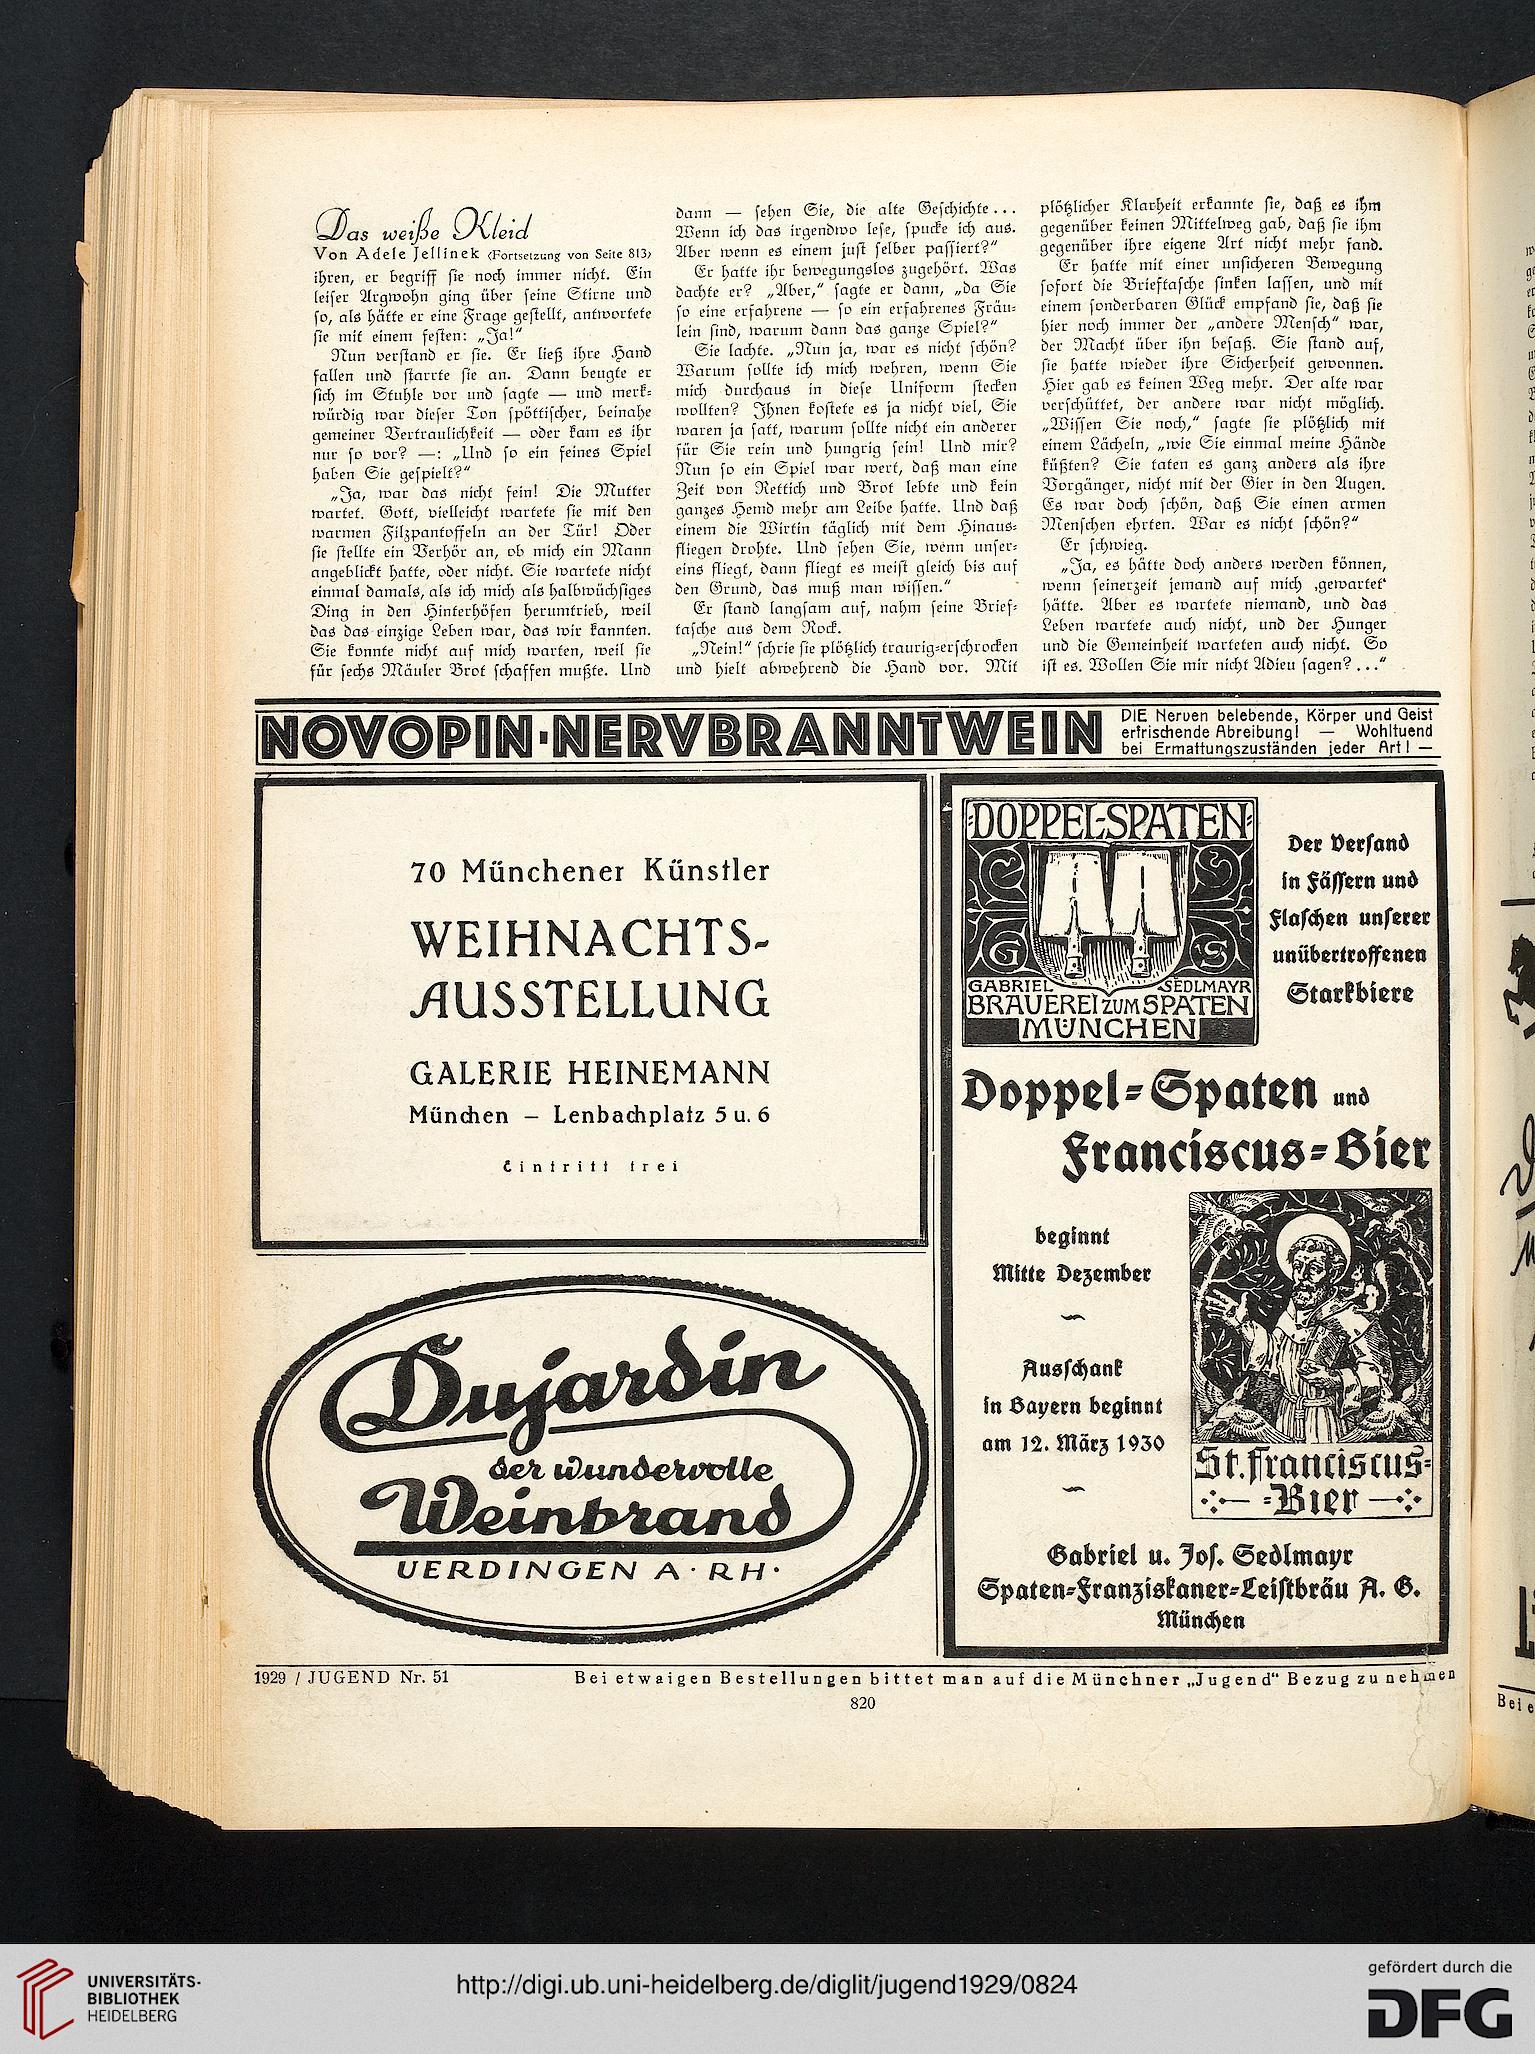 Das weiße Kleid
Von Adele Jellinek (Fortsetzung von Seite 813)
ihren, er begriff sie noch immer nicht. Ein
leiser Argwohn ging über seine Stirne und
so, als hätte er eine Frage gestellt, antwortete
sie mit einem festen: „Ja!“
Nun verstand er sie. Er ließ ihre Hand
fallen und starrte sie an. Dann beugte er
sich im Stuhle vor und sagte — und merk-
würdig war dieser Ton spöttischer, beinahe
gemeiner Vertraulichkeit — oder kam es ihr
nur so vor? —: „Und so ein feines Spiel
haben Sie gespielt?“
„Ja, war das nicht fein! Die Mutter
wartet. Gott, vielleicht wartete sie mit den
warmen Filzpantoffeln an der Tür! Oder
sie stellte ein Verhör an, ob mich ein Mann
angeblickt hatte, oder nicht. Sie wartete nicht
einmal damals, als ich mich als halbwüchsiges
Ding in den Hinterhöfen herumtrieb, weil
das das einzige Leben war, das wir kannten.
Sie konnte nicht auf mich warten, weil sie
für sechs Mäuler Brot schaffen mußte. Und
dann — sehen Sie, die alte Geschichte...
Wenn ich das irgendwo lese, spucke ich aus.
Aber wenn es einem just selber passiert?“
Er hatte ihr bewegungslos zugehört. Was
dachte er? „Aber,“ sagte er dann, „da Sie
so eine erfahrene — so ein erfahrenes Fräu-
lein sind, warum dann das ganze Spiel?“
Sie lachte. „Nun ja, war es nicht schön?
Warum sollte ich mich wehren, wenn Sie
mich durchaus in diese Uniform stecken
wollten? Ihnen kostete es ja nicht viel, Sie
waren ja satt, warum sollte nicht ein anderer
für Sie rein und hungrig sein! Und mir?
Nun so ein Spiel war wert, daß man eine
Zeit von Rettich und Brot lebte und kein
ganzes Hemd mehr am Leibe hatte. Und daß
einem die Wirtin täglich mit dem Hinaus-
fliegen drohte. Und sehen Sie, wenn unser-
eins fliegt, dann fliegt es meist gleich bis auf
den Grund, das muß man wissen.“
Er stand langsam auf, nahm seine Brief-
tasche aus dem Rock.
„Nein!“ schrie sie plötzlich traurig-erschrocken
und hielt abwehrend die Hand vor. Mit
plötzlicher Klarheit erkannte sie, daß es ihm
gegenüber keinen Mittelweg gab, daß sie ihm
gegenüber ihre eigene Art nicht mehr fand.
Er hatte mit einer unsicheren Bewegung
sofort die Brieftasche sinken lassen, und mit
einem sonderbaren Glück empfand sie, daß sie
hier noch immer der „andere Mensch“ war,
der Macht über ihn besaß. Sie stand auf,
sie hatte wieder ihre Sicherheit gewonnen.
Hier gab es keinen Weg mehr. Der alte war
verschüttet, der andere war nicht möglich.
„Wissen Sie noch,“ sagte sie plötzlich mit
einem Lächeln, „wie Sie einmal meine Hände
küßten? Sie taten es ganz anders als ihre
Vorgänger, nicht mit der Gier in den Augen.
Es war doch schön, daß Sie einen armen
Menschen ehrten. War es nicht schön?“
Er schwieg.
„Ja, es hätte doch anders werden können,
wenn seinerzeit jemand auf mich ‚gewartet‘
hätte. Aber es wartete niemand, und das
Leben wartete auch nicht, und der Hunger
und die Gemeinheit warteten auch nicht. So
ist es. Wollen Sie mir nicht Adieu sagen?...“
NOVOPIN·NERVBRANNTWEIN
DIE Nerven belebende, Körper und Geist
erfrischende Abreibung! — Wohltuend
bei Ermattungszuständen jeder Art! —
70 Münchener Künstler
WEIHNACHTS-
AUSSTELLUNG
GALERIE HEINEMANN
München – Lenbachplatz 5 u. 6
Eintritt frei
Dujardin
der wundervolle
Weinbrand
UERDINGEN A·RH·
DOPPEL-SPATEN
G S
GABRIEL SEDLMAYR
BRAUEREI ZUM SPATEN
MÜNCHEN
Der Versand
in Fässern und
Flaschen unserer
unübertroffenen
Starkbiere
Doppel-Spaten und
Franciscus-Bier
beginnt
Mitte Dezember
Ausschank
in Bayern beginnt
am 12. März 1930
St. Franciscus-
-Bier
Gabriel u. Jos. Sedlmayr
Spaten-Franziskaner-Leistbräu A. G.
München
1929 / JUGEND Nr. 51
Bei etwaigen Bestellungen bittet man auf die Münchner „Jugend“ Bezug zu nehmen
820
Bei e
UNIVERSITÄTS-
BIBLIOTHEK
HEIDELBERG
http://digi.ub.uni-heidelberg.de/diglit/jugend1929/0824
gefördert durch die
DFG